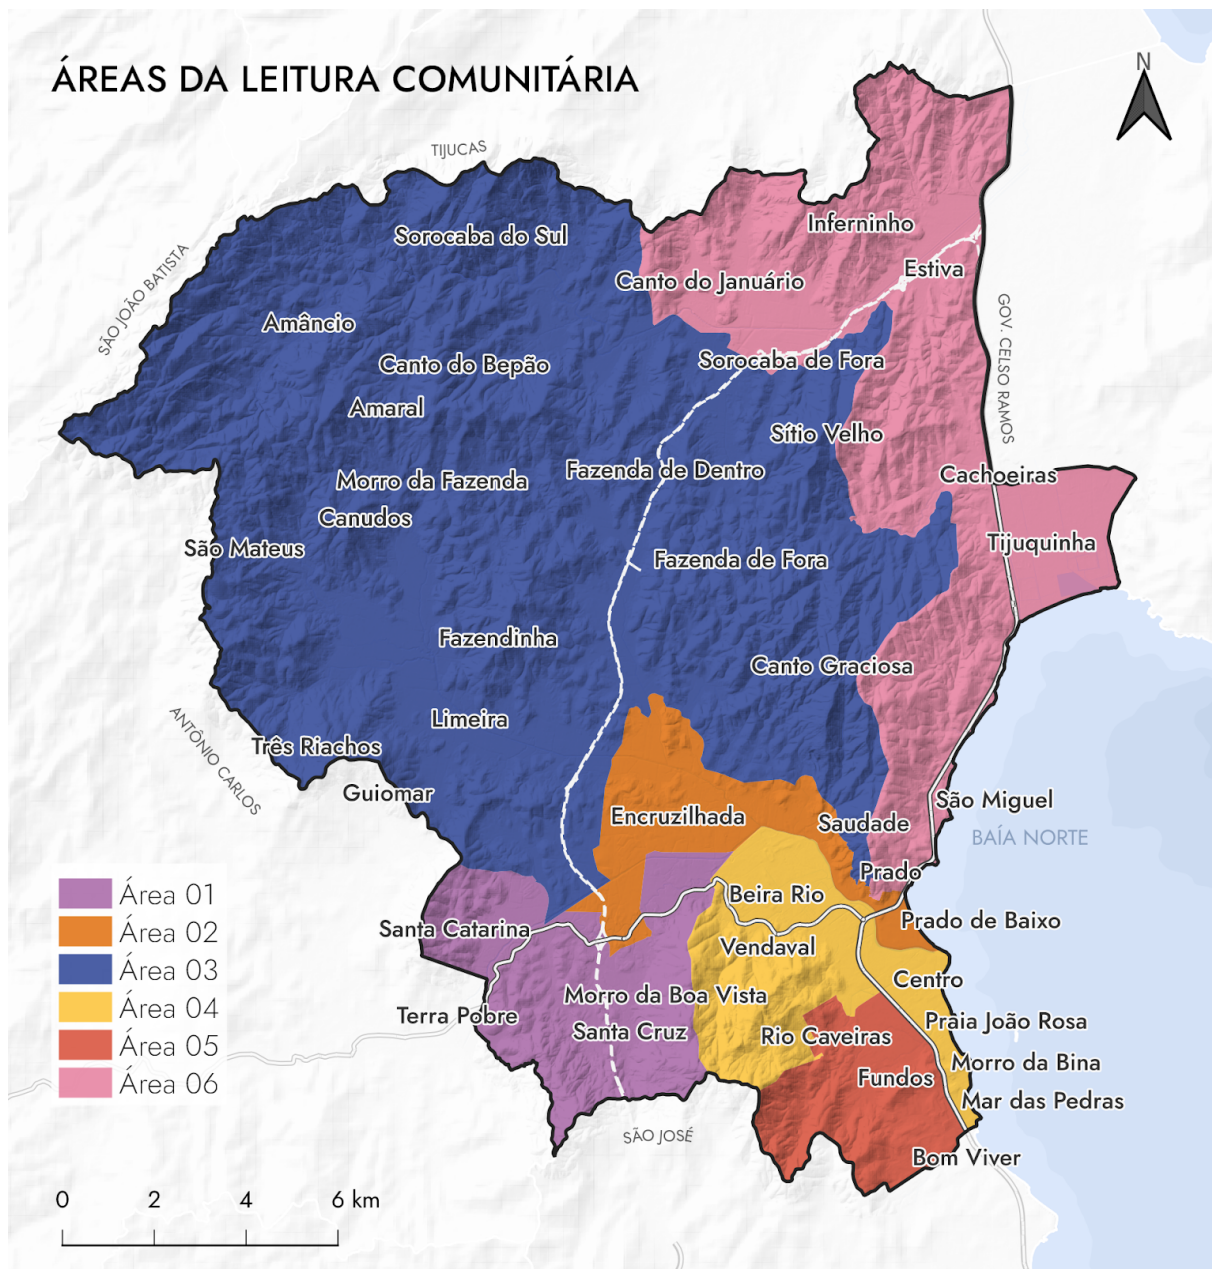 ÁREAS DA LEITURA COMUNITÁRIA
N
TIJUCAS
SÃO JOÃO BATISTA
Sorocaba do Sul
Inferninho
Estiva
Canto do Januário
Amâncio
GOV. CELSO RAMOS
Canto do Bepão
Sorocaba de Fora
Amaral
Sítio Velho
Fazenda de Dentro
Morro da Fazenda
Cachoeiras
Canudos
São Mateus
Tijuquinha
Fazenda de Fora
Fazendinha
Canto Graciosa
Limeira
ANTÔNIO CARLOS
Três Riachos
Guiomar
São Miguel
Encruzilhada
Saudade
BAÍA NORTE
Prado
Beira Rio
Prado de Baixo
Santa Catarina
Vendaval
Centro
Morro da Boa Vista
Terra Pobre
Praia João Rosa
Santa Cruz
Rio Caveiras
Morro da Bina
Fundos
Mar das Pedras
SÃO JOSÉ
Bom Viver
Área 01
Área 02
Área 03
Área 04
Área 05
Área 06
0 2 4 6 km